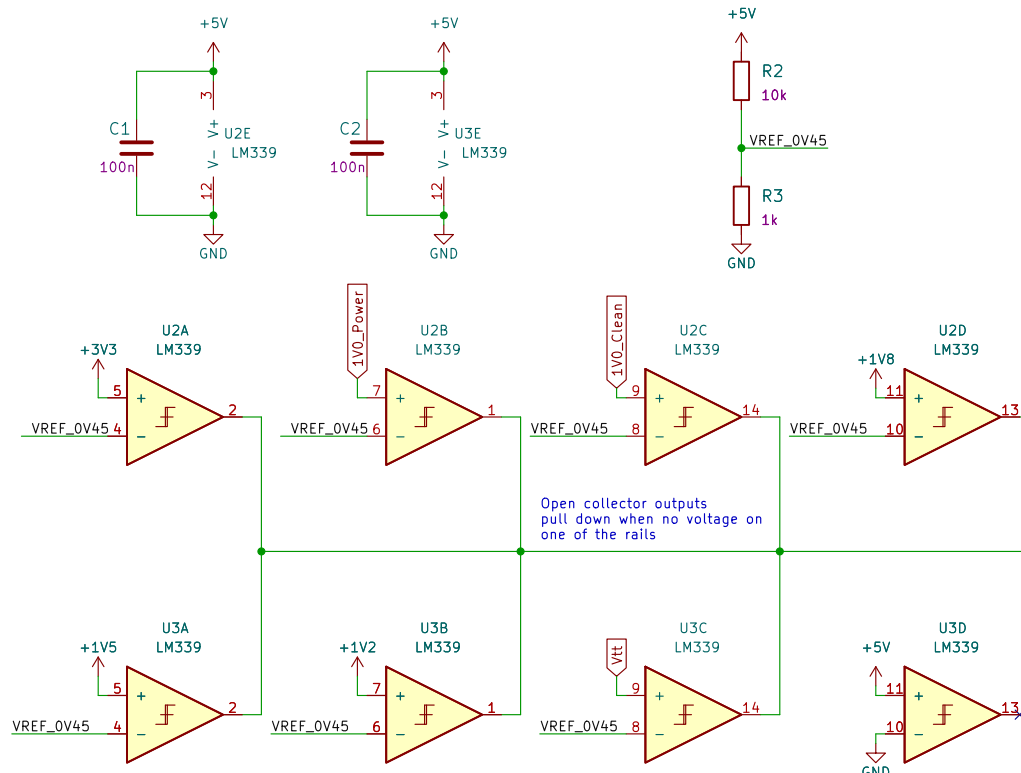 +5V
3
V+
C1
U2E
LM339
V-
100n
12
GND
+5V
3
V+
C2
U3E
LM339
V-
100n
12
GND
+5V
R2
10k
VREF_0V45
R3
1k
GND
U2A
LM339
+3V3
5
+
2
VREF_0V45
4
-
1V0_Power
U2B
LM339
7
+
1
VREF_0V45
6
-
1V0_Clean
U2C
LM339
9
+
14
VREF_0V45
8
-
U2D
LM339
+1V8
11
+
13
VREF_0V45
10
-
Open collector outputs
pull down when no voltage on
one of the rails
U3A
LM339
+1V5
5
+
2
VREF_0V45
4
-
U3B
LM339
+1V2
7
+
1
VREF_0V45
6
-
Vtt
U3C
LM339
9
+
14
VREF_0V45
8
-
U3D
LM339
+5V
11
+
13
10
-
GND